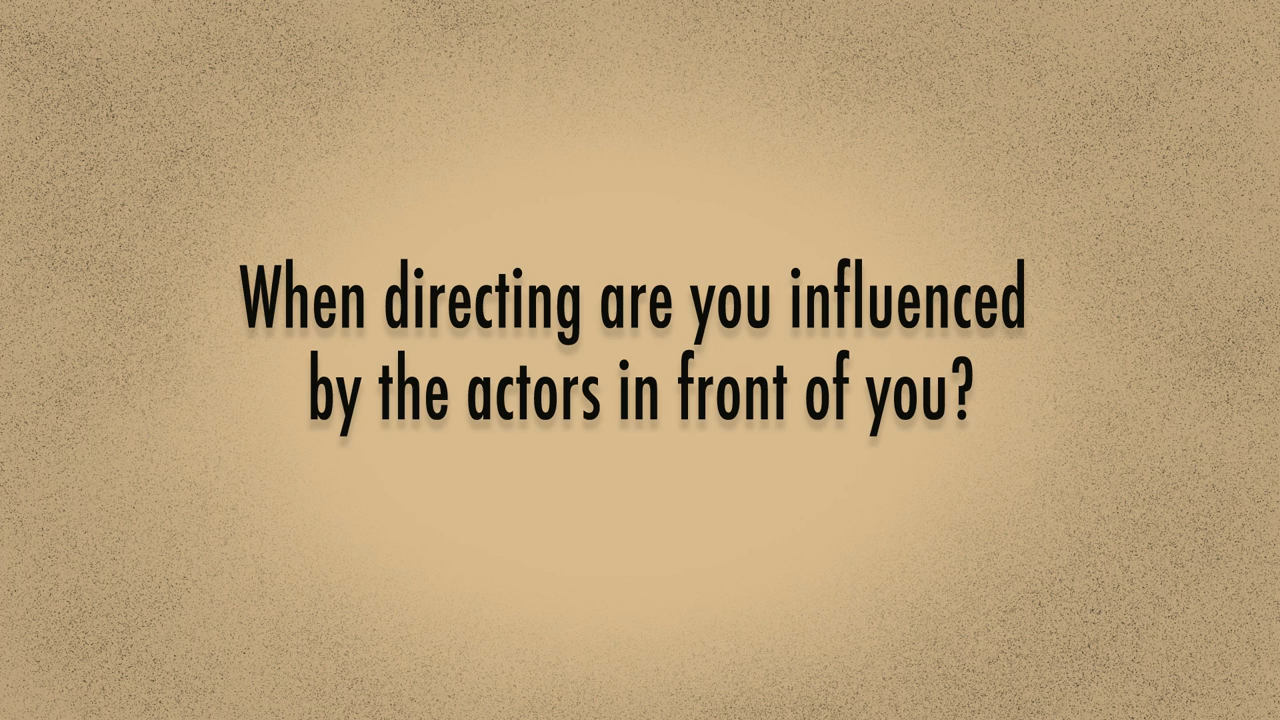 When directing are you influenced
by the actors in front of you?